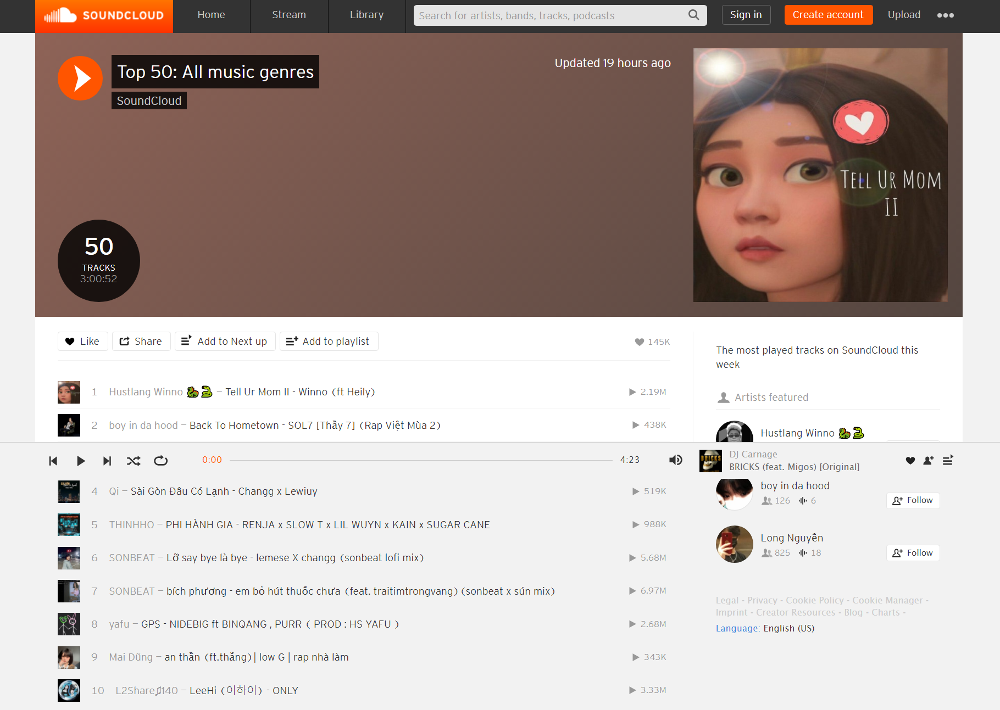 SOUNDCLOUD
Home
Stream
Library
Search for artists, bands, tracks, podcasts
Sign in
Create account
Upload
Top 50: All music genres
SoundCloud
Updated 19 hours ago
TELL UR MOM
II
50
TRACKS
3:00:52
Like
Share
Add to Next up
Add to playlist
145K
The most played tracks on SoundCloud this
week
Artists featured
1 Hustlang Winno 🐉🐍 – Tell Ur Mom II - Winno (ft Heily) 2.19M
2 boy in da hood – Back To Hometown - SOL7 [Thầy 7] (Rap Việt Mùa 2) 438K
Hustlang Winno 🐉🐍
0:00
4:23
BRICKS
DJ Carnage
BRICKS (feat. Migos) [Original]
4 Qi – Sài Gòn Đâu Có Lạnh - Changg x Lewiuy 519K
5 THINHHO – PHI HÀNH GIA - RENJA x SLOW T x LIL WUYN x KAIN x SUGAR CANE 988K
6 SONBEAT – Lỡ say bye là bye - lemese X changg (sonbeat lofi mix) 5.68M
7 SONBEAT – bích phương - em bỏ hút thuốc chưa (feat. traitimtrongvang)(sonbeat x sún mix) 6.97M
8 yafu – GPS - NIDEBIG ft BINQANG , PURR ( PROD : HS YAFU ) 2.68M
9 Mai Dũng – an thần (ft.thắng)| low G | rap nhà làm 343K
10 L2Share♫140 – LeeHi (이하이) - ONLY 3.33M
boy in da hood
126 6
Follow
Long Nguyễn
825 18
Follow
Legal - Privacy - Cookie Policy - Cookie Manager -
Imprint - Creator Resources - Blog - Charts -
Language: English (US)